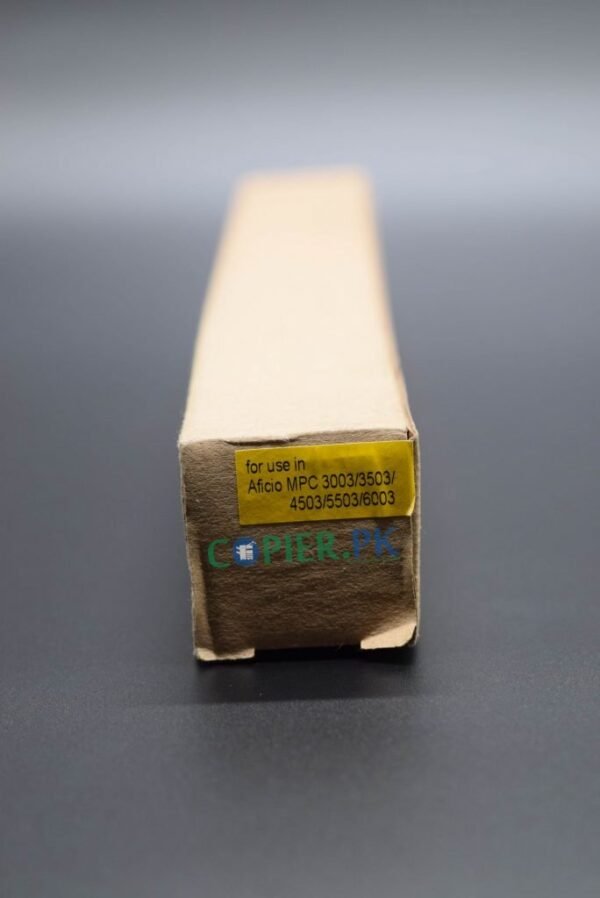 for use in
Aficio MPC 3003/3503/
4503/5503/6003
COPIER.PK